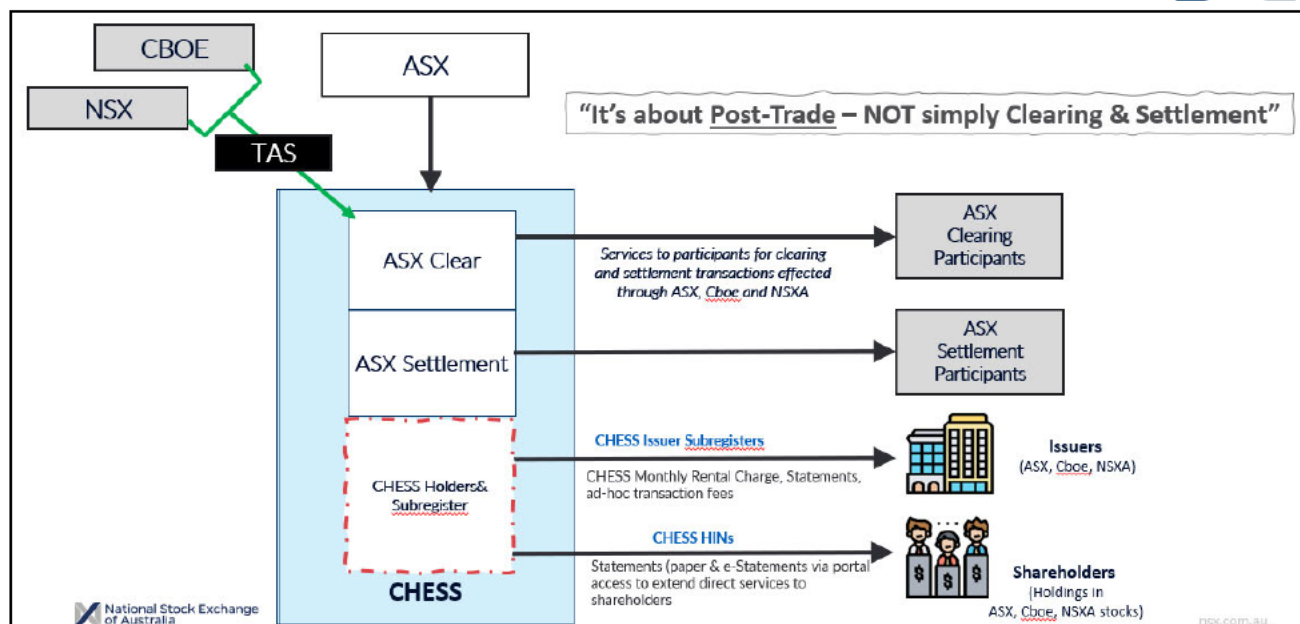 CBOE
ASX
NSX
"It's about Post-Trade – NOT simply Clearing & Settlement"
TAS
ASX Clear
Services to participants for clearing
and settlement transactions effected
through ASX, Cboe and NSXA
ASX
Clearing
Participants
ASX Settlement
ASX
Settlement
Participants
CHESS Holders&
Subregister
CHESS Issuer Subregisters
CHESS Monthly Rental Charge, Statements,
ad-hoc transaction fees
Issuers
(ASX, Cboe, NSXA)
CHESS HINs
Statements (paper & e-Statements via portal
access to extend direct services to
shareholders
$ $ $
Shareholders
(Holdings in
ASX, Cboe, NSXA stocks)
CHESS
National Stock Exchange
of Australia
nsx.com.au